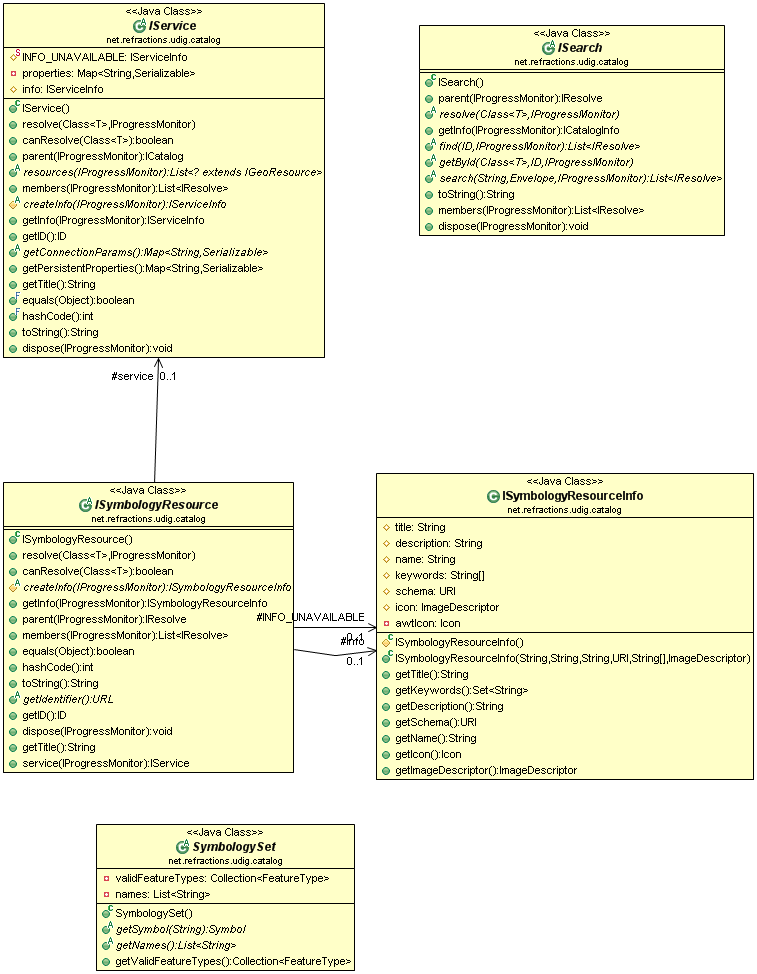 <<Java Class>>
IService
net.refractions.udig.catalog
INFO_UNAVAILABLE: IServiceInfo
properties: Map<String,Serializable>
info: IServiceInfo
IService()
resolve(Class<T>,IProgressMonitor)
canResolve(Class<T>):boolean
parent(IProgressMonitor):ICatalog
resources(IProgressMonitor):List<? extends IGeoResource>
members(IProgressMonitor):List<IResolve>
createInfo(IProgressMonitor):IServiceInfo
getInfo(IProgressMonitor):IServiceInfo
getID():ID
getConnectionParams():Map<String,Serializable>
getPersistentProperties():Map<String,Serializable>
getTitle():String
equals(Object):boolean
hashCode():int
toString():String
dispose(IProgressMonitor):void
<<Java Class>>
ISearch
net.refractions.udig.catalog
ISearch()
parent(IProgressMonitor):IResolve
resolve(Class<T>,IProgressMonitor)
getInfo(IProgressMonitor):ICatalogInfo
find(ID,IProgressMonitor):List<IResolve>
getById(Class<T>,ID,IProgressMonitor)
search(String,Envelope,IProgressMonitor):List<IResolve>
toString():String
members(IProgressMonitor):List<IResolve>
dispose(IProgressMonitor):void
#service 0..1
<<Java Class>>
ISymbologyResource
net.refractions.udig.catalog
ISymbologyResource()
resolve(Class<T>,IProgressMonitor)
canResolve(Class<T>):boolean
createInfo(IProgressMonitor):ISymbologyResourceInfo
getInfo(IProgressMonitor):ISymbologyResourceInfo
parent(IProgressMonitor):IResolve
members(IProgressMonitor):List<IResolve>
equals(Object):boolean
hashCode():int
toString():String
getIdentifier():URL
getID():ID
dispose(IProgressMonitor):void
getTitle():String
service(IProgressMonitor):IService
#INFO_UNAVAILABLE
0..1
#info
0..1
<<Java Class>>
ISymbologyResourceInfo
net.refractions.udig.catalog
title: String
description: String
name: String
keywords: String[]
schema: URI
icon: ImageDescriptor
awtIcon: Icon
ISymbologyResourceInfo()
ISymbologyResourceInfo(String,String,String,URI,String[],ImageDescriptor)
getTitle():String
getKeywords():Set<String>
getDescription():String
getSchema():URI
getName():String
getIcon():Icon
getImageDescriptor():ImageDescriptor
<<Java Class>>
SymbologySet
net.refractions.udig.catalog
validFeatureTypes: Collection<FeatureType>
names: List<String>
SymbologySet()
getSymbol(String):Symbol
getNames():List<String>
getValidFeatureTypes():Collection<FeatureType>